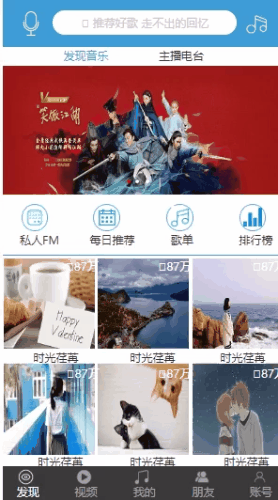 推荐好歌 走不出的回忆
发现音乐 主播电台
笑傲江湖
私人FM 每日推荐 歌单 排行榜
87万 87万 87万
Happy
Valentine
时光荏苒 时光荏苒 时光荏苒
87万 87万 87万
时光荏苒 时光荏苒 时光荏苒
发现 视频 我的 朋友 账号